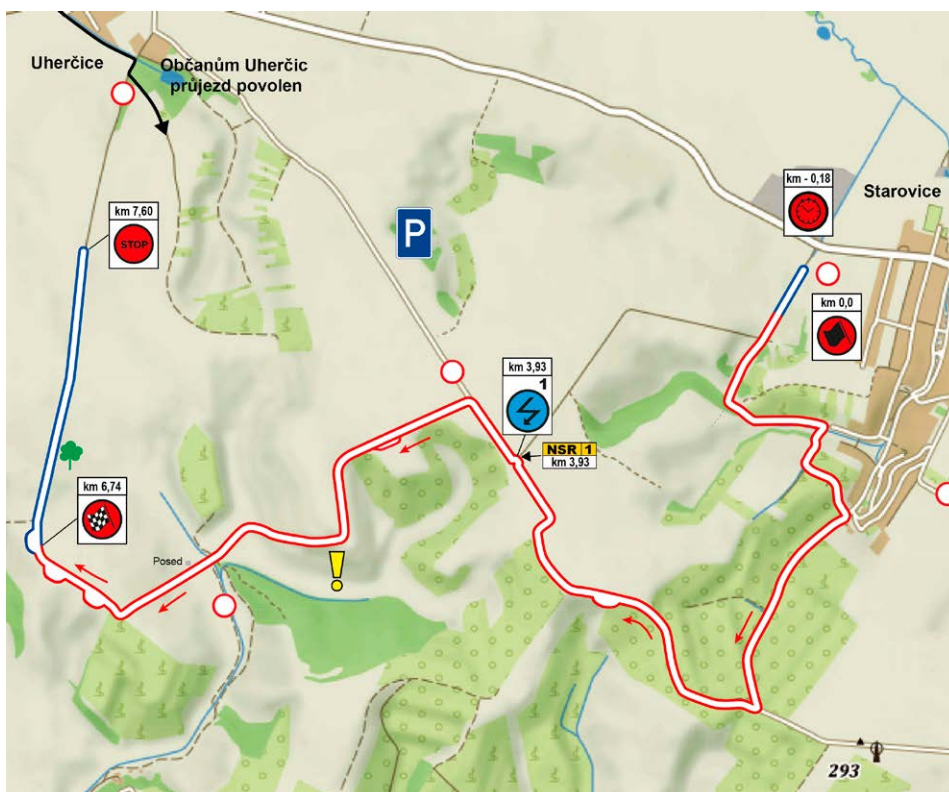 Uherčice
Občanům Uherčic
průjezd povolen
km - 0,18
Starovice
km 7,60
STOP
P
km 0,0
km 3,93
1
NSR 1
km 3,93
km 6,74
Posed
293